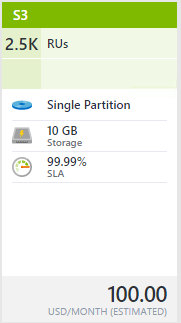 S3
2.5K RUs
Single Partition
10 GB
Storage
99.99%
SLA
100.00
USD/MONTH (ESTIMATED)